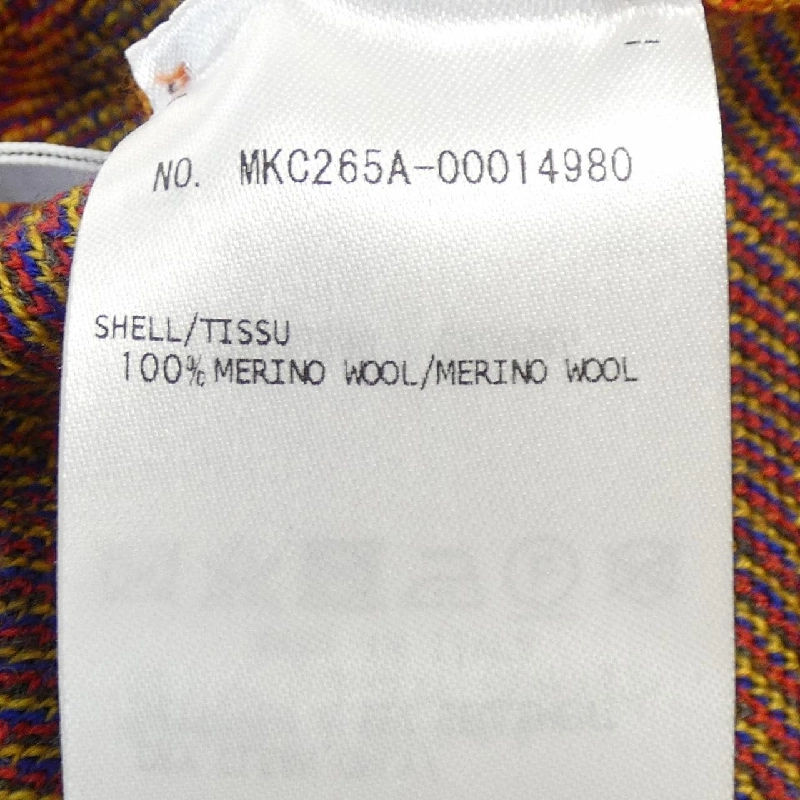 --
NO. MKC265A-00014980
SHELL/TISSU
100% MERINO WOOL/MERINO WOOL